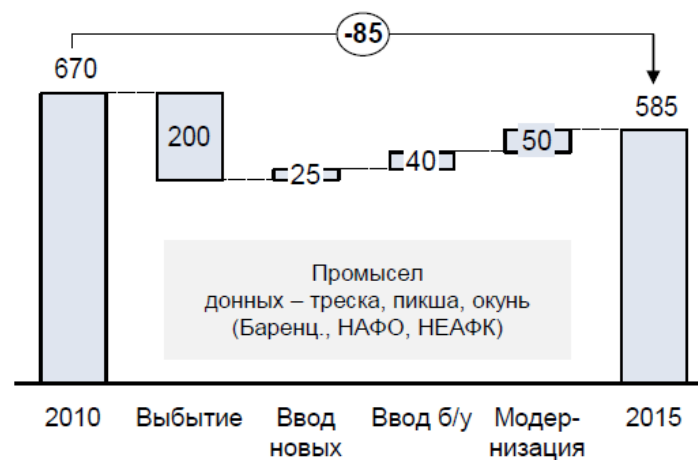 -85
670
585
200
25
40
50
Промысел
донных – треска, пикша, окунь
(Баренц., НАФО, НЕАФК)
2010 Выбытие Ввод новых Ввод б/у Модер-низация 2015